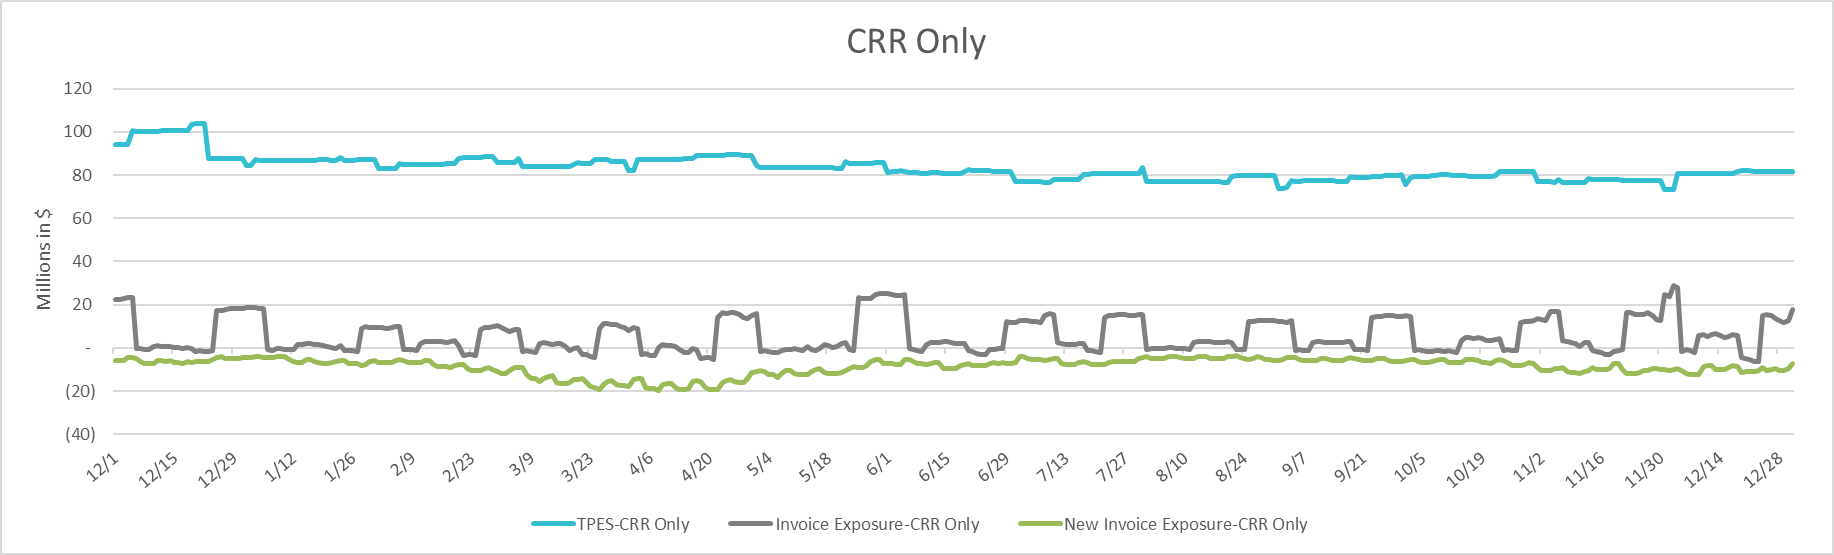 CRR Only
Millions in $
120
100
80
60
40
20
-
(20)
(40)
12/1 12/15 12/29 1/12 1/26 2/9 2/23 3/9 3/23 4/6 4/20 5/4 5/18 6/1 6/15 6/29 7/13 7/27 8/10 8/24 9/7 9/21 10/5 10/19 11/2 11/16 11/30 12/14 12/28
TPES-CRR Only Invoice Exposure-CRR Only New Invoice Exposure-CRR Only